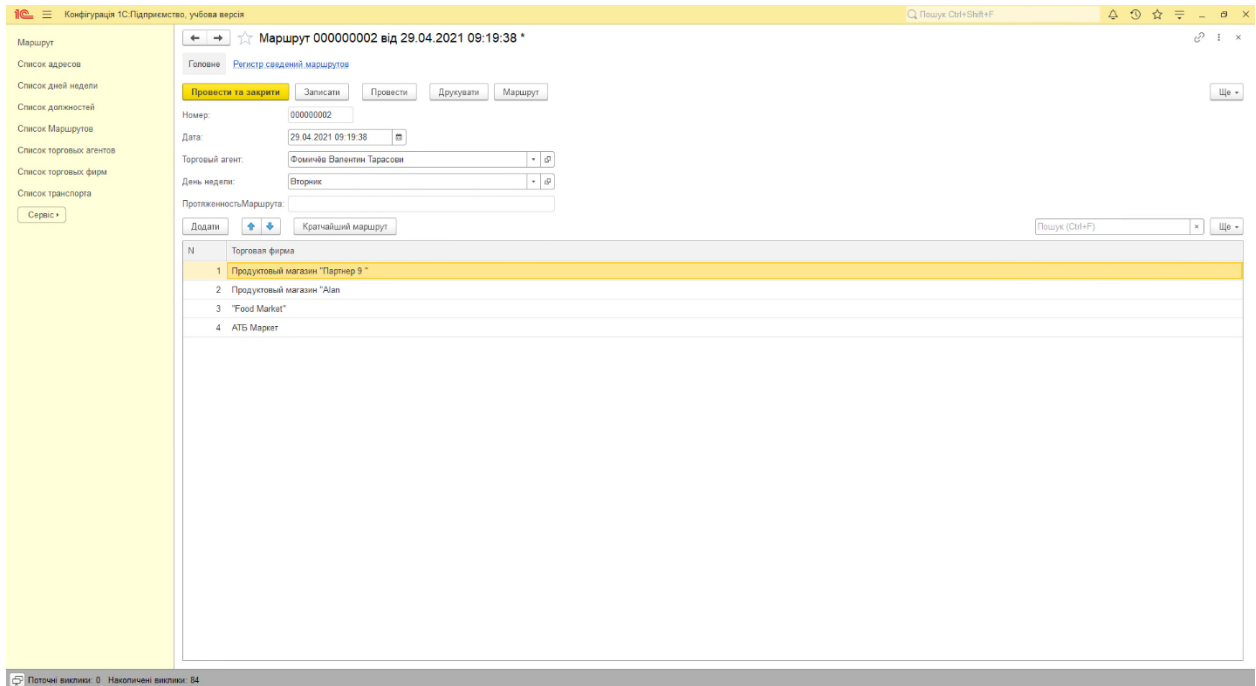 1С Конфігурація 1С:Підприємство, учбова версія Пошук Ctrl+Shift+F
Маршрут
Список адресов
Список дней недели
Список должностей
Список Маршрутов
Список торговых агентов
Список торговых фирм
Список транспорта
Сервіс
Маршрут 000000002 від 29.04.2021 09:19:38 *
Головне Регистр сведений маршрутов
Провести та закрити Записати Провести Друкувати Маршрут Ще
Номер: 000000002
Дата: 29.04.2021 09:19:38
Торговый агент: Фомичёв Валентин Тарасови
День недели: Вторник
ПротяженностьМаршрута:
Додати Кратчайший маршрут Пошук (Ctrl+F) Ще
N Торговая фирма
1 Продуктовый магазин "Партнер 9 "
2 Продуктовый магазин "Alan
3 "Food Market"
4 АТБ Маркет
Поточні виклики: 0 Накопичені виклики: 84